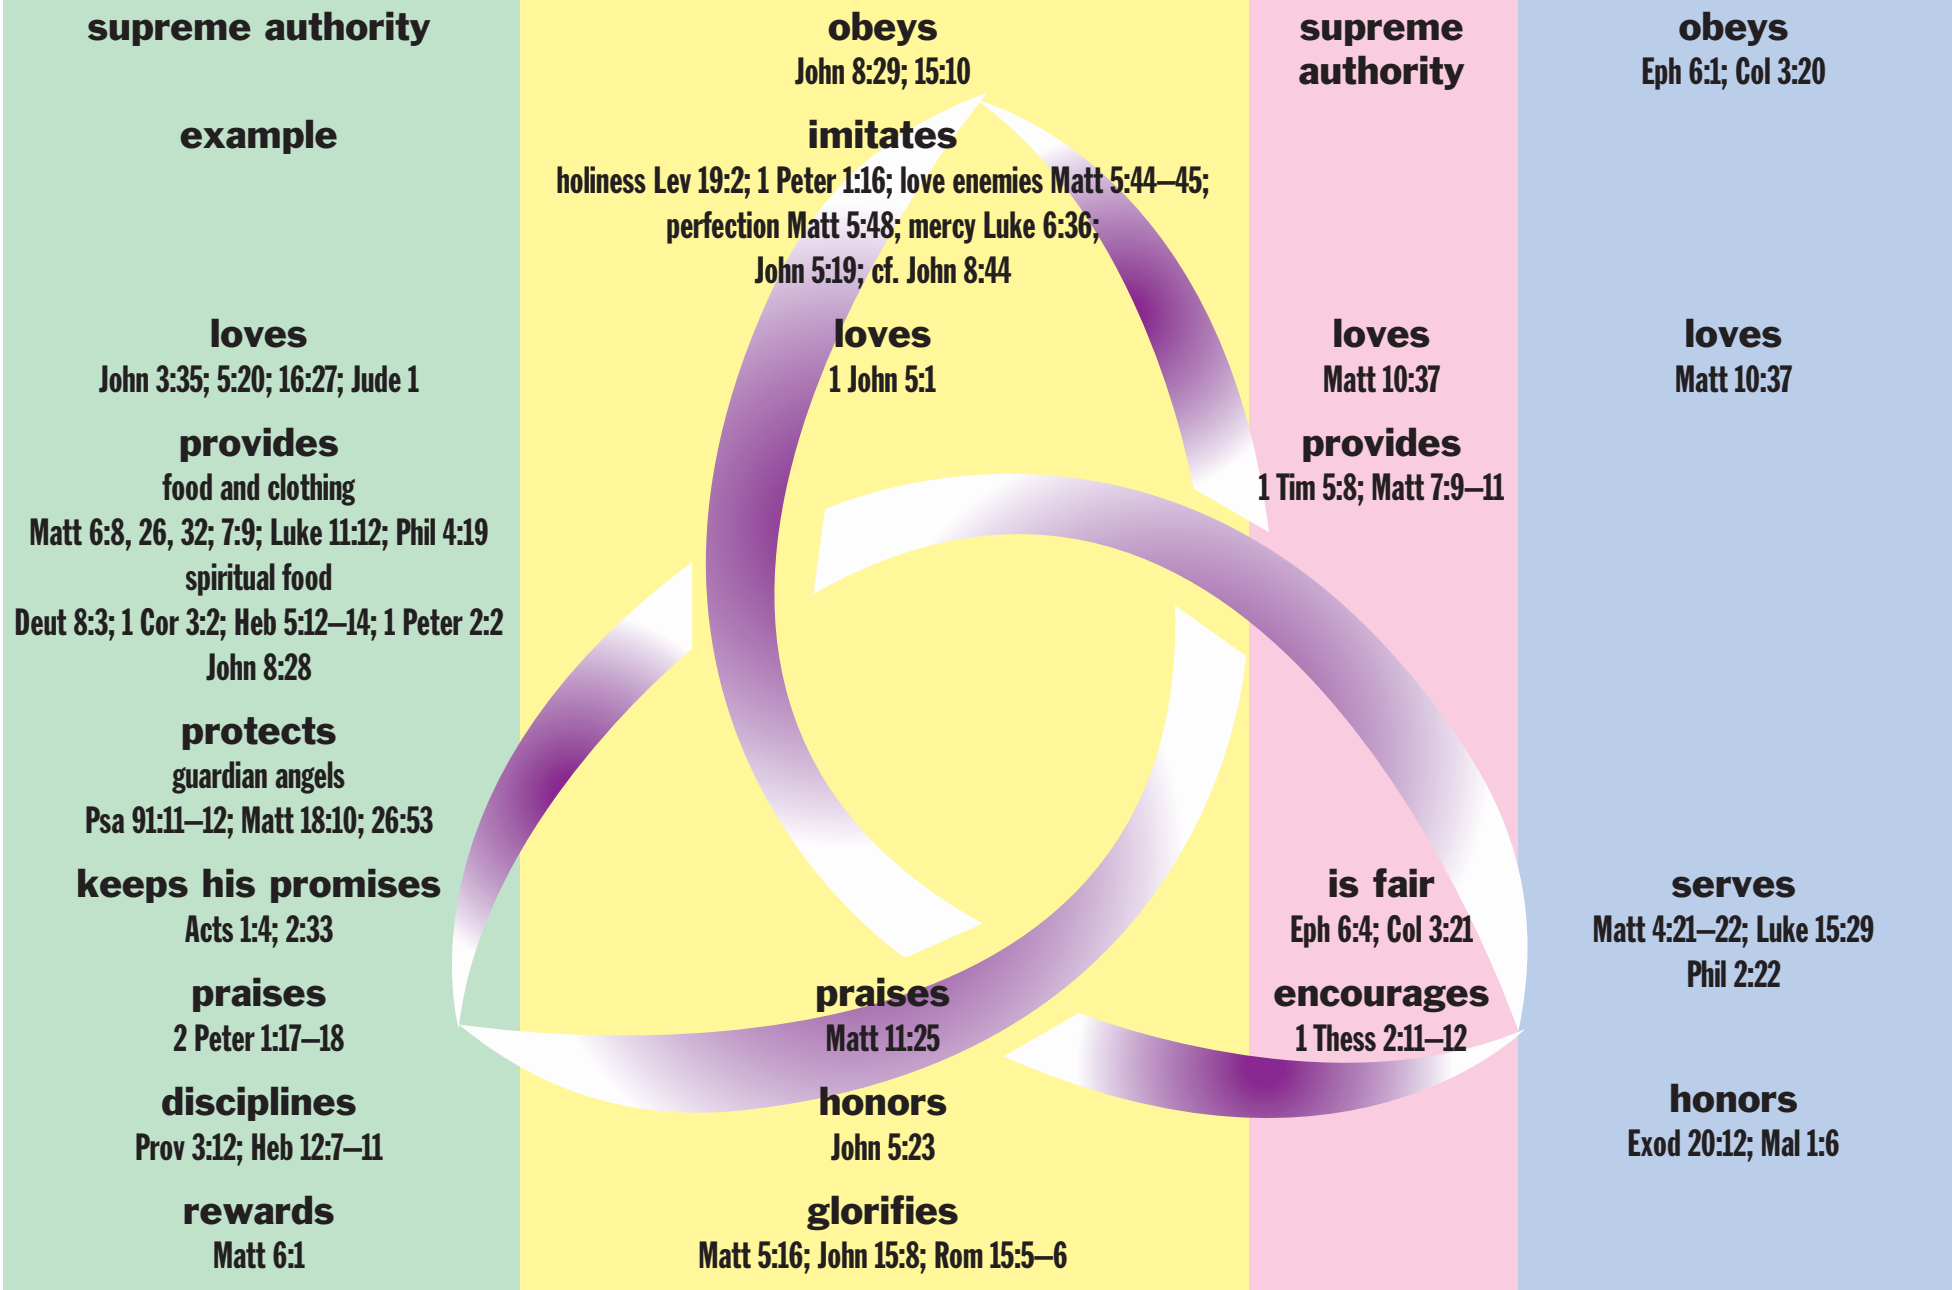 supreme authority
example
loves
John 3:35; 5:20; 16:27; Jude 1
provides
food and clothing
Matt 6:8, 26, 32; 7:9; Luke 11:12; Phil 4:19
spiritual food
Deut 8:3; 1 Cor 3:2; Heb 5:12–14; 1 Peter 2:2
John 8:28
protects
guardian angels
Psa 91:11–12; Matt 18:10; 26:53
keeps his promises
Acts 1:4; 2:33
praises
2 Peter 1:17–18
disciplines
Prov 3:12; Heb 12:7–11
rewards
Matt 6:1
obeys
John 8:29; 15:10
imitates
holiness Lev 19:2; 1 Peter 1:16; love enemies Matt 5:44–45;
perfection Matt 5:48; mercy Luke 6:36;
John 5:19; cf. John 8:44
loves
1 John 5:1
praises
Matt 11:25
honors
John 5:23
glorifies
Matt 5:16; John 15:8; Rom 15:5–6
supreme
authority
loves
Matt 10:37
provides
1 Tim 5:8; Matt 7:9–11
is fair
Eph 6:4; Col 3:21
encourages
1 Thess 2:11–12
obeys
Eph 6:1; Col 3:20
loves
Matt 10:37
serves
Matt 4:21–22; Luke 15:29
Phil 2:22
honors
Exod 20:12; Mal 1:6